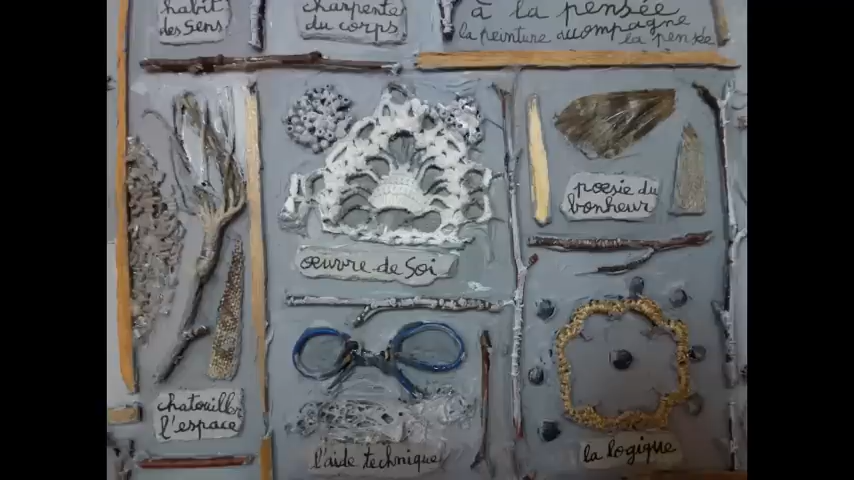 habit
des Sens
charpente
du corps
à la pensée
la peinture accompagne
la pensée
poésie du
bonheur
œuvre de Soi
chatouiller
l'espace
l'aide technique
la logique